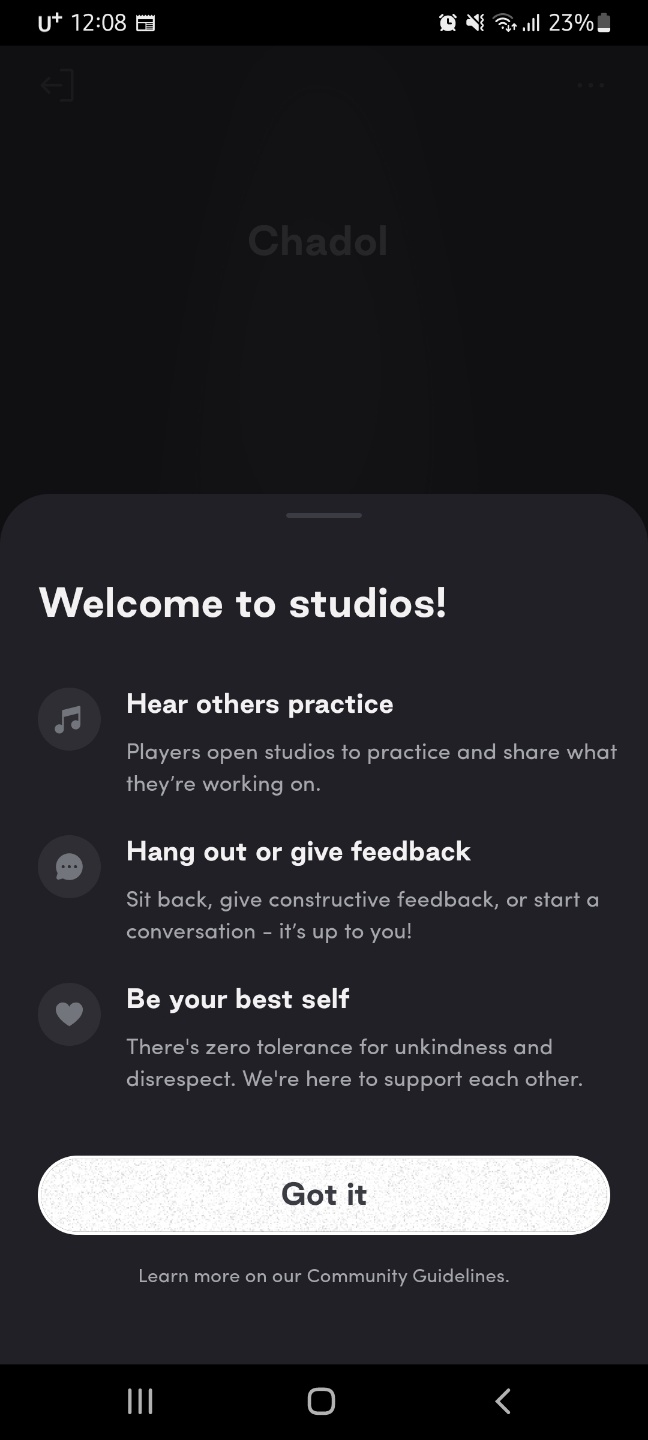 U+ 12:08 23%
Chadol
Welcome to studios!
Hear others practice
Players open studios to practice and share what
they’re working on.
Hang out or give feedback
Sit back, give constructive feedback, or start a
conversation - it’s up to you!
Be your best self
There's zero tolerance for unkindness and
disrespect. We're here to support each other.
Got it
Learn more on our Community Guidelines.